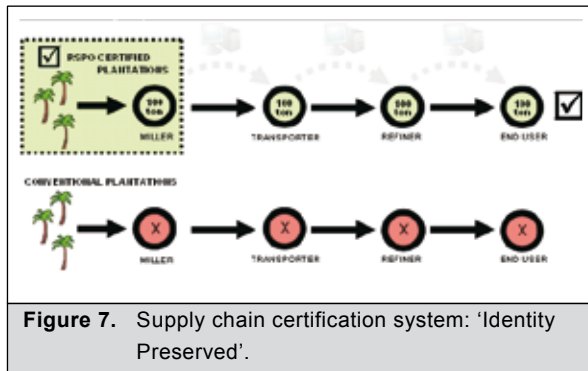 RSPO CERTIFIED
PLANTATIONS
100 ton
100 ton
100 ton
100 ton
MILLER
TRANSPORTER
REFINER
END USER
CONVENTIONAL PLANTATIONS
X
X
X
X
MILLER
TRANSPORTER
REFINER
END USER
Figure 7. Supply chain certification system: ‘Identity
Preserved’.